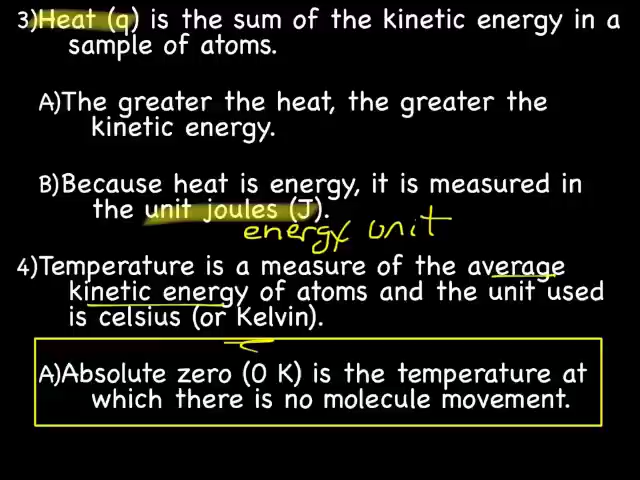 3)Heat (q) is the sum of the kinetic energy in a
sample of atoms.
A)The greater the heat, the greater the
kinetic energy.
B)Because heat is energy, it is measured in
the unit joules (J).
energy unit
4)Temperature is a measure of the average
kinetic energy of atoms and the unit used
is celsius (or Kelvin).
A)Absolute zero (0 K) is the temperature at
which there is no molecule movement.